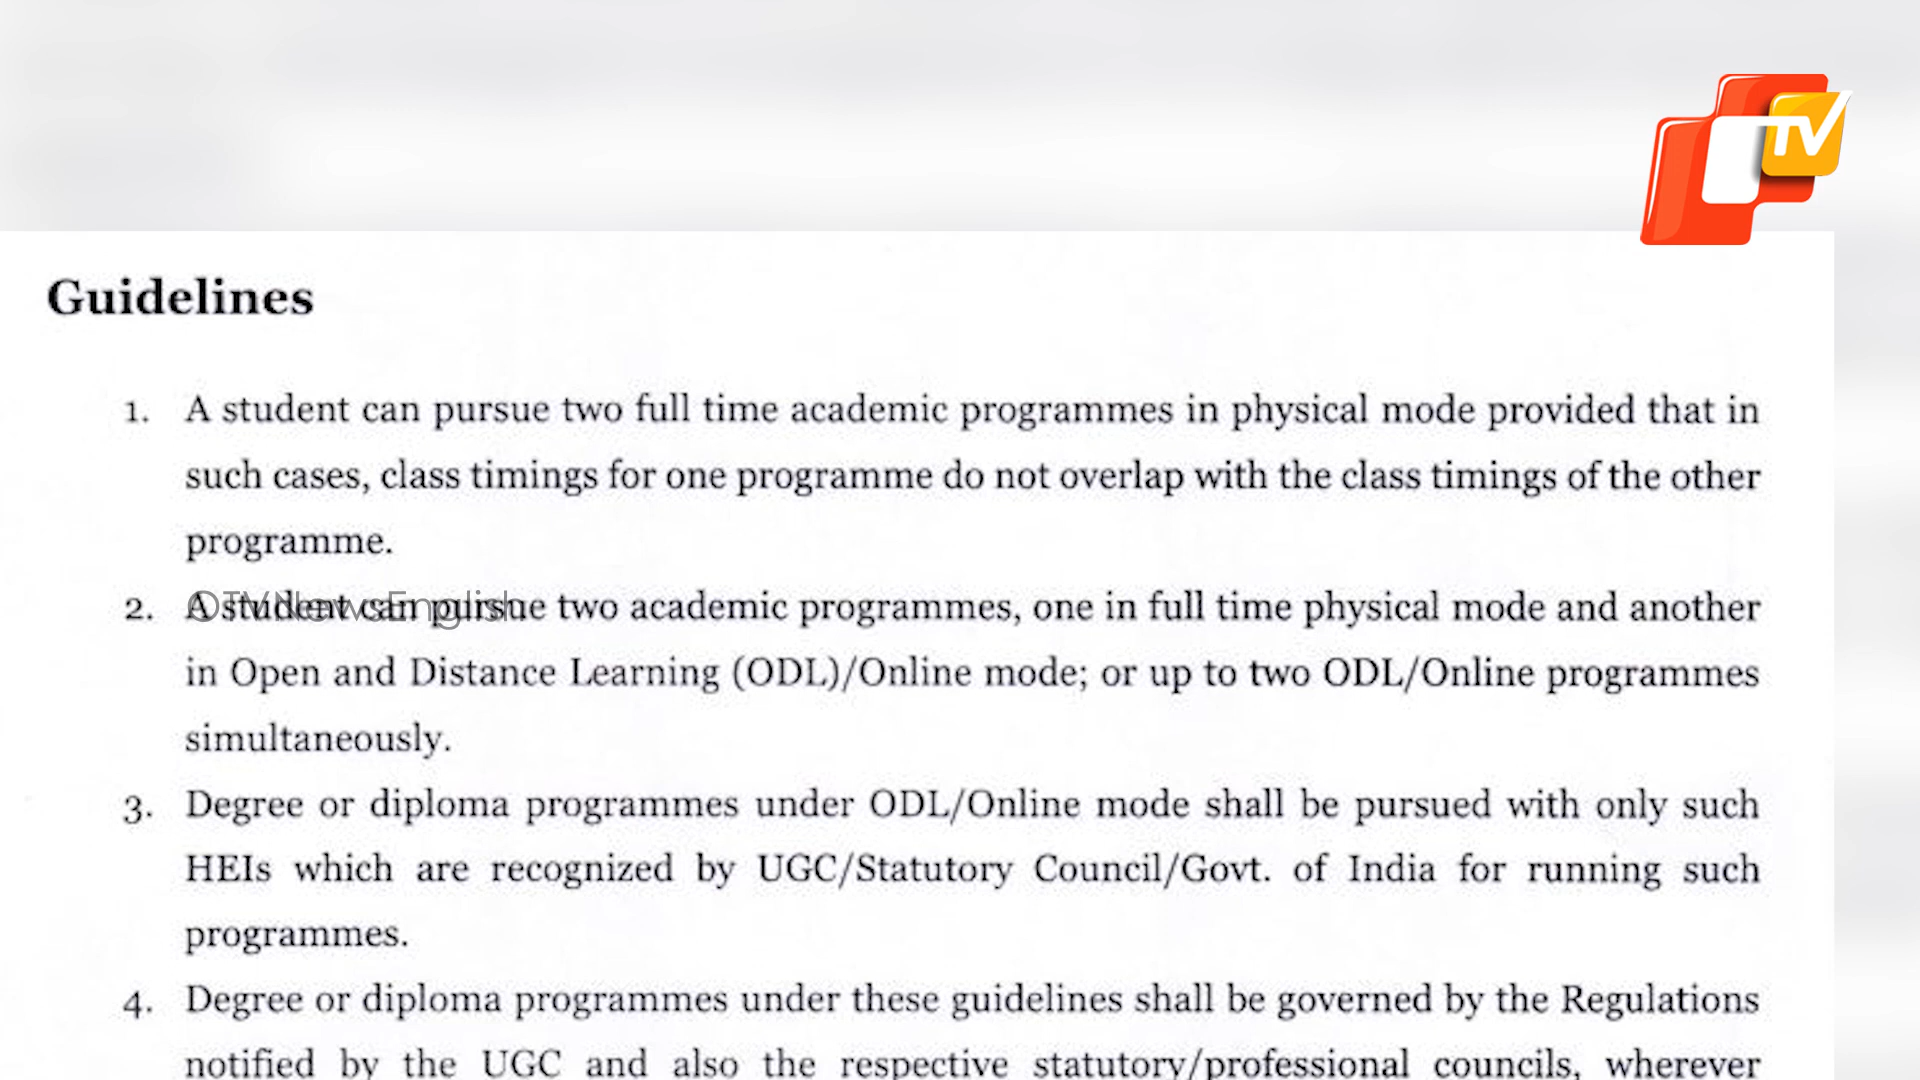 TV
Guidelines
1. A student can pursue two full time academic programmes in physical mode provided that in
such cases, class timings for one programme do not overlap with the class timings of the other
programme.
2. A student can pursue two academic programmes, one in full time physical mode and another
OTVNewsEnglish
in Open and Distance Learning (ODL)/Online mode; or up to two ODL/Online programmes
simultaneously.
3. Degree or diploma programmes under ODL/Online mode shall be pursued with only such
HEIs which are recognized by UGC/Statutory Council/Govt. of India for running such
programmes.
4. Degree or diploma programmes under these guidelines shall be governed by the Regulations
notified by the UGC and also the respective statutory/professional councils, wherever